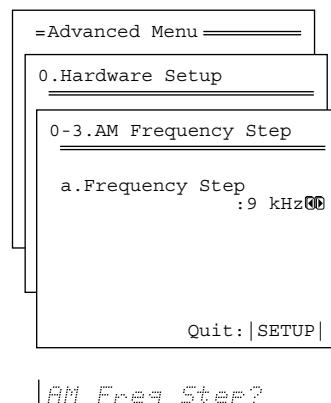 Advanced Menu
0.Hardware Setup
0-3.AM Frequency Step
a.Frequency Step
:9 kHz
Quit:|SETUP|
AM Freq Step?